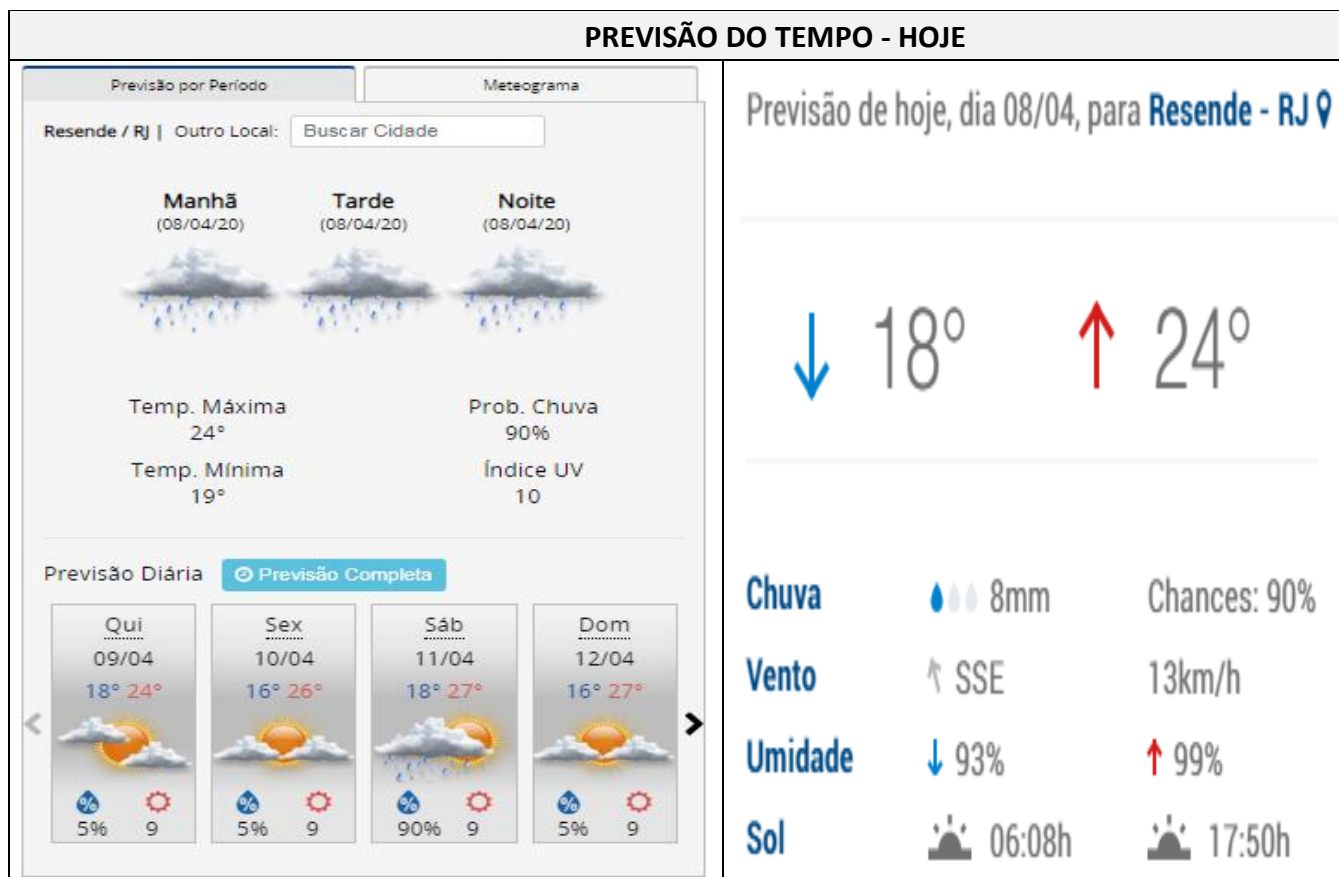 PREVISÃO DO TEMPO - HOJE
Previsão por Período
Meteograma
Resende / RJ | Outro Local: Buscar Cidade
Manhã Tarde Noite
(08/04/20) (08/04/20) (08/04/20)
Temp. Máxima Prob. Chuva
24° 90%
Temp. Mínima Índice UV
19° 10
Previsão Diária Previsão Completa
Qui Sex Sáb Dom
09/04 10/04 11/04 12/04
18° 24° 16° 26° 18° 27° 16° 27°
% % % %
5% 9 5% 9 90% 9 5% 9
Previsão de hoje, dia 08/04, para Resende - RJ
18° 24°
Chuva 8mm Chances: 90%
Vento SSE 13km/h
Umidade 93% 99%
Sol 06:08h 17:50h